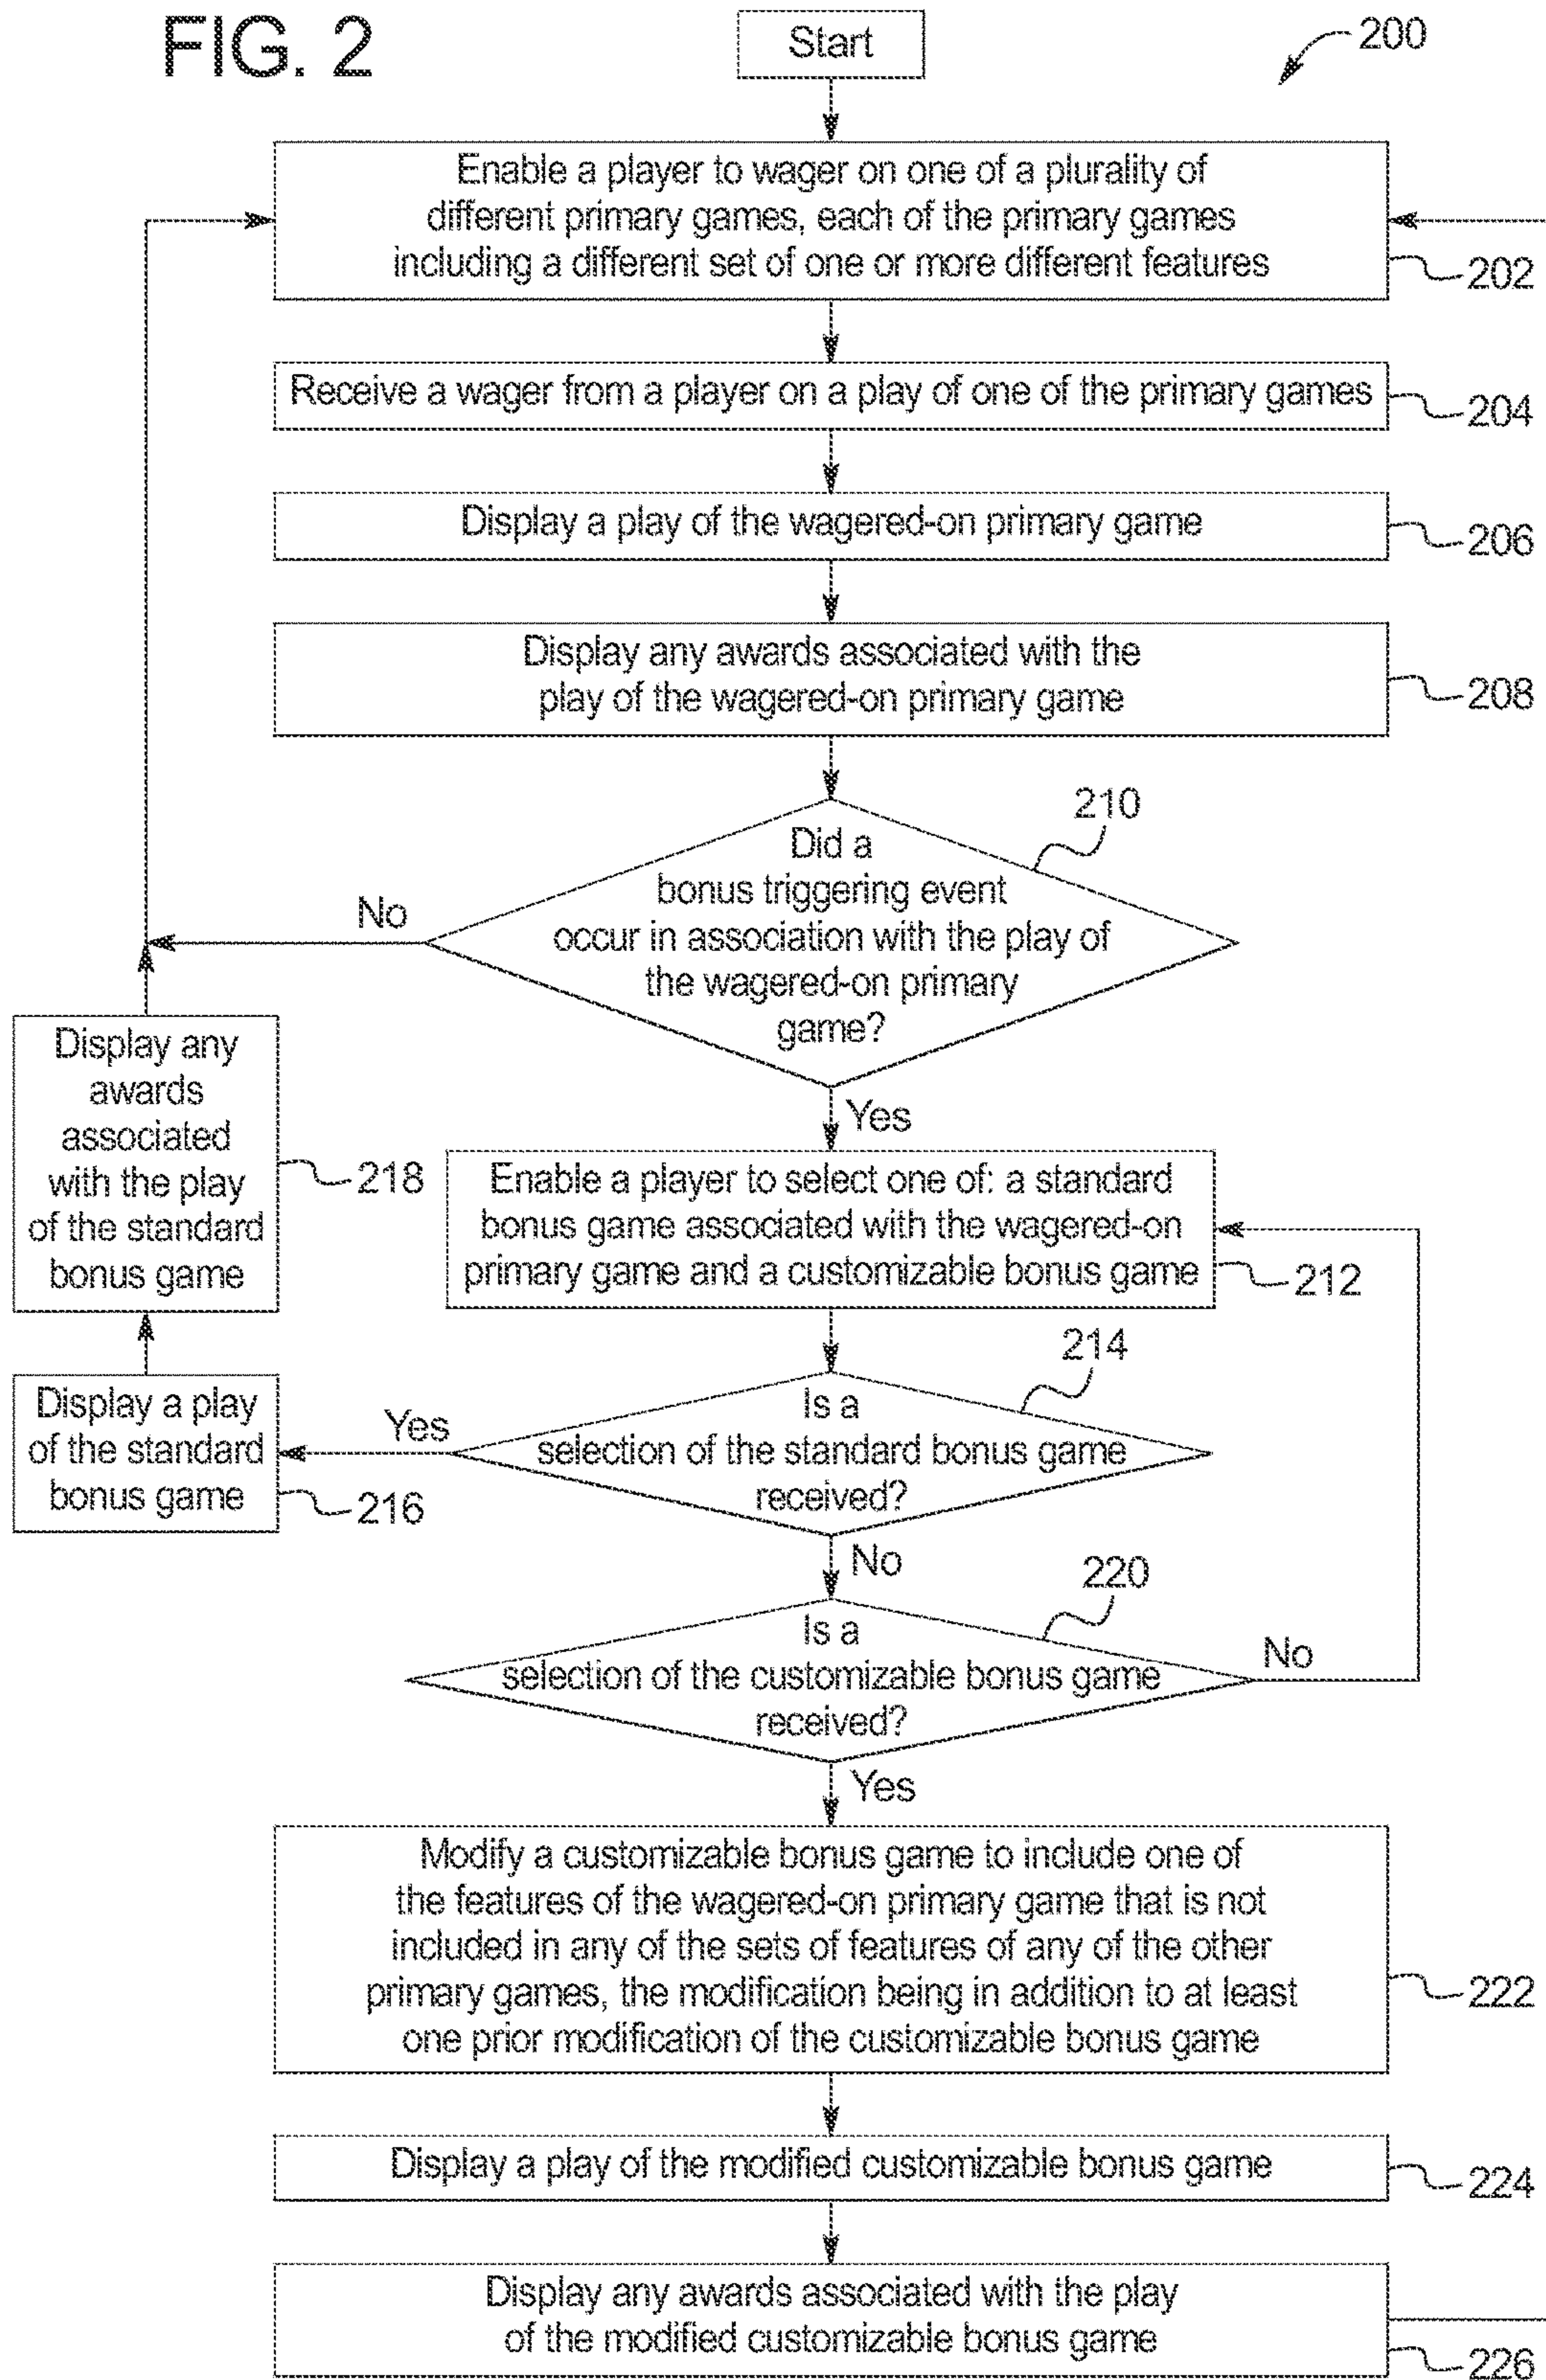 FIG. 2
Start
200
Enable a player to wager on one of a plurality of
different primary games, each of the primary games
including a different set of one or more different features
202
Receive a wager from a player on a play of one of the primary games
204
Display a play of the wagered-on primary game
206
Display any awards associated with the
play of the wagered-on primary game
208
210
Did a
bonus triggering event
occur in association with the play of
the wagered-on primary
game?
No
Yes
Display any
awards
associated
with the play
of the standard
bonus game
218
Enable a player to select one of: a standard
bonus game associated with the wagered-on
primary game and a customizable bonus game
212
214
Is a
selection of the standard bonus game
received?
Yes
Display a play
of the standard
bonus game
216
No
220
Is a
selection of the customizable bonus game
received?
No
Yes
Modify a customizable bonus game to include one of
the features of the wagered-on primary game that is not
included in any of the sets of features of any of the other
primary games, the modification being in addition to at least
one prior modification of the customizable bonus game
222
Display a play of the modified customizable bonus game
224
Display any awards associated with the play
of the modified customizable bonus game
226